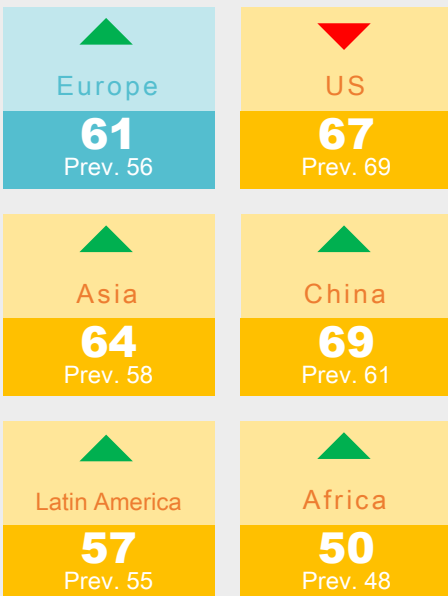 Europe
61
Prev. 56
US
67
Prev. 69
Asia
64
Prev. 58
China
69
Prev. 61
Latin America
57
Prev. 55
Africa
50
Prev. 48